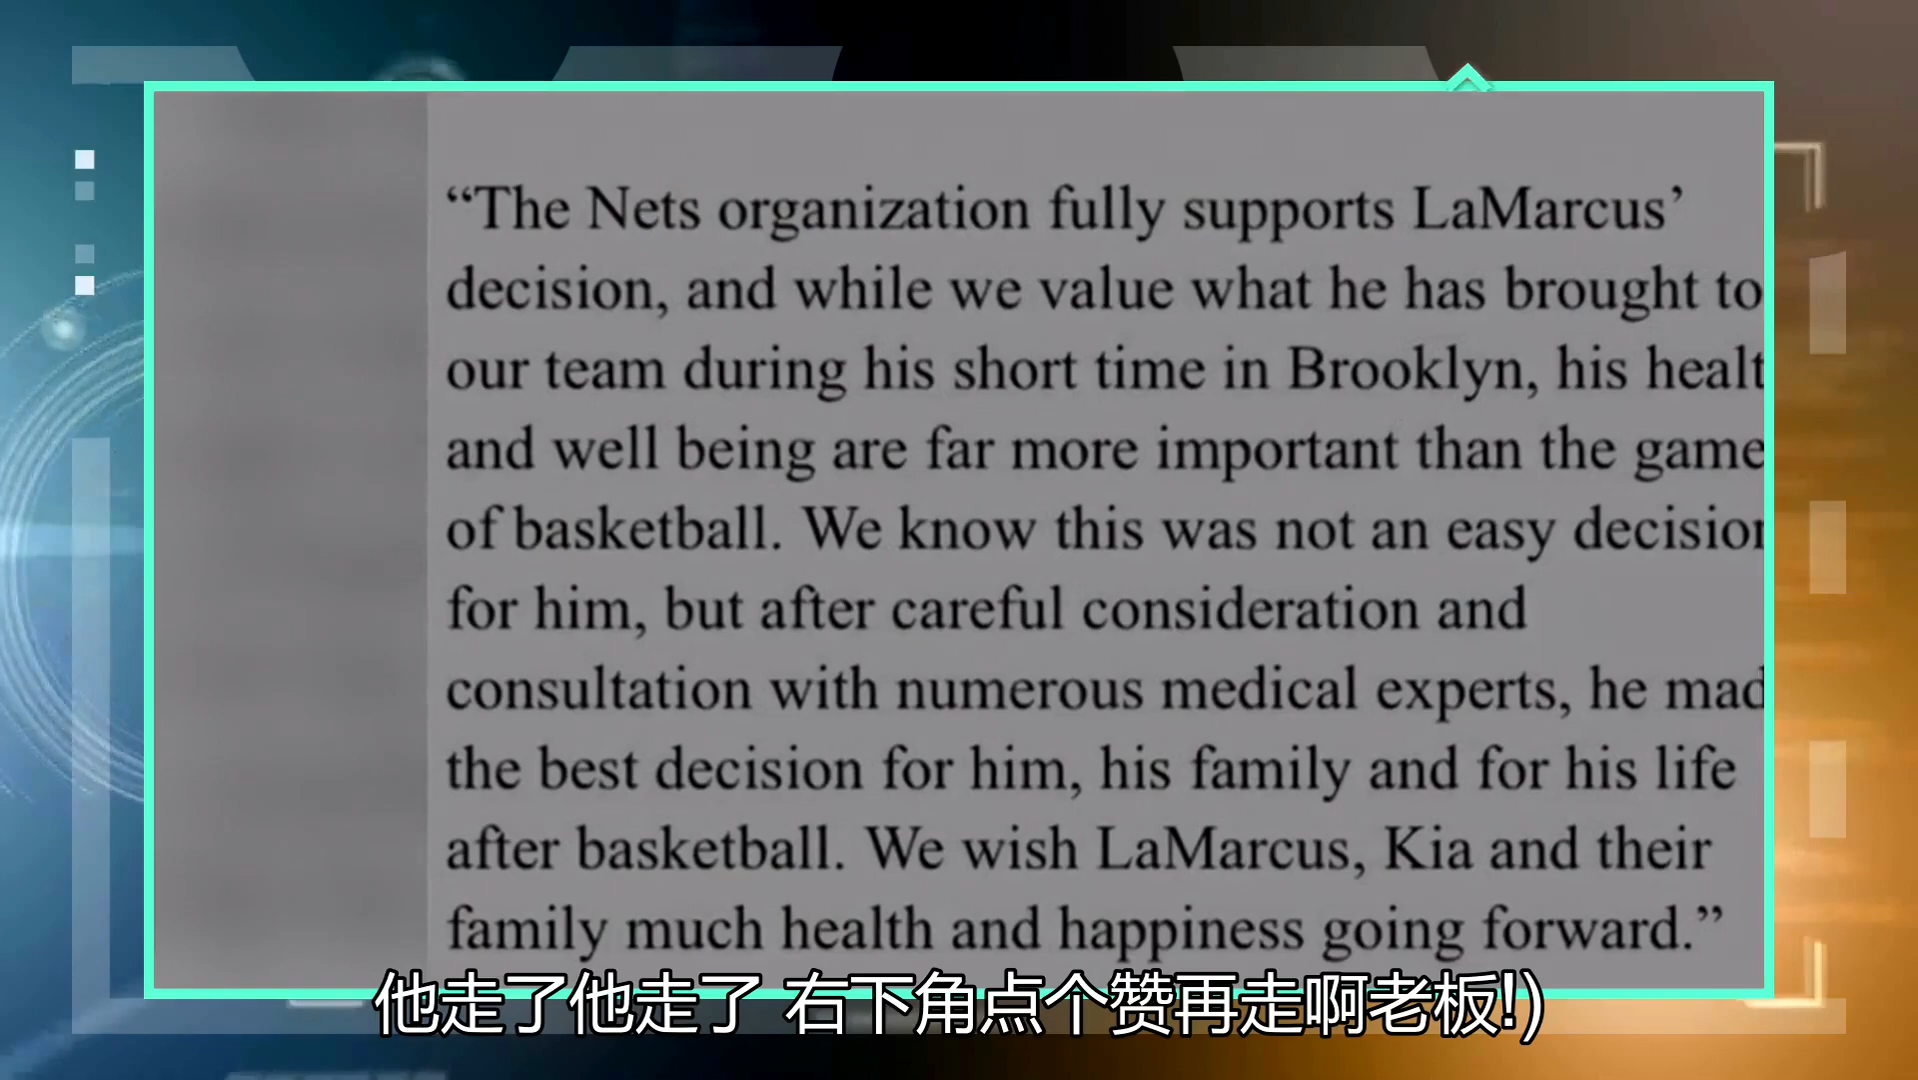 “The Nets organization fully supports LaMarcus’
decision, and while we value what he has brought to
our team during his short time in Brooklyn, his healt
and well being are far more important than the game
of basketball. We know this was not an easy decision
for him, but after careful consideration and
consultation with numerous medical experts, he mad
the best decision for him, his family and for his life
after basketball. We wish LaMarcus, Kia and their
family much health and happiness going forward.”
他走了他走了 右下角点个赞再走啊老板!)